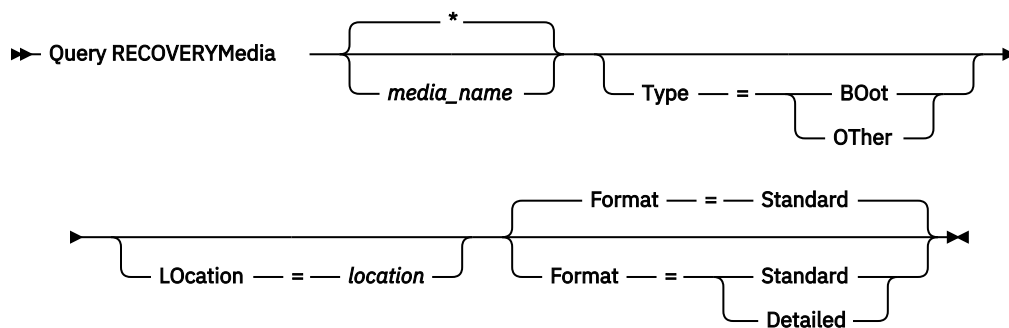 *
Query RECOVERYMedia
media_name
Type = BOot
OTher
Format = Standard
LOcation = location
Format = Standard
Detailed